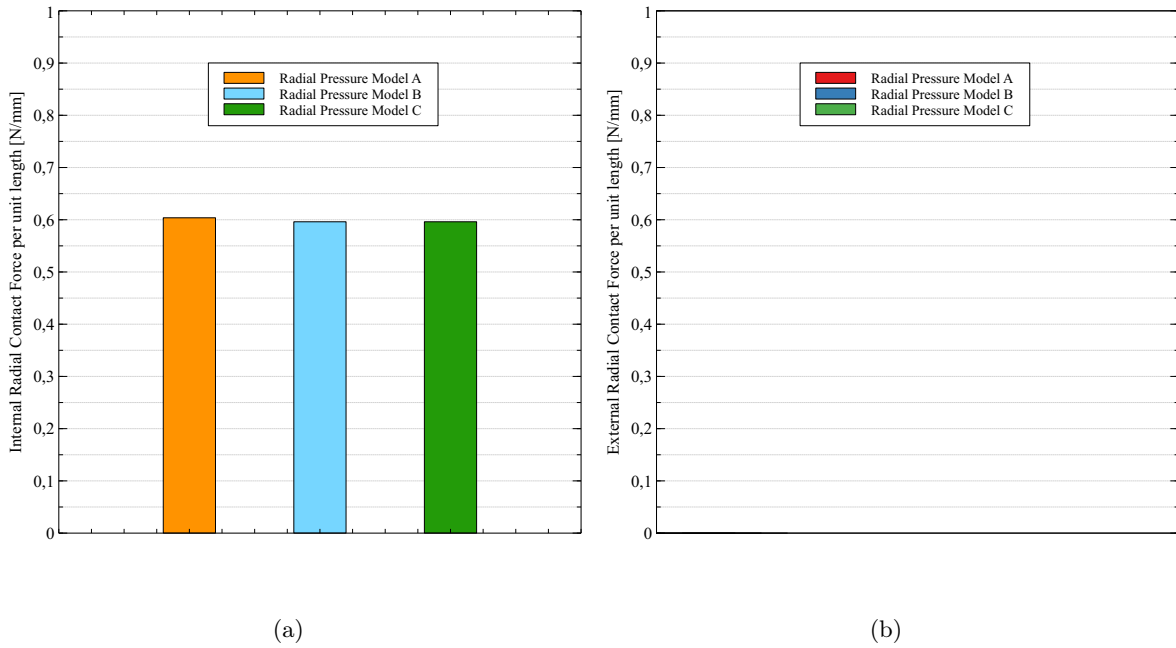 Internal Radial Contact Force per unit length [N/mm]
1
0,9
0,8
0,7
0,6
0,5
0,4
0,3
0,2
0,1
0
Radial Pressure Model A
Radial Pressure Model B
Radial Pressure Model C
(a)
External Radial Contact Force per unit length [N/mm]
1
0,9
0,8
0,7
0,6
0,5
0,4
0,3
0,2
0,1
0
Radial Pressure Model A
Radial Pressure Model B
Radial Pressure Model C
(b)